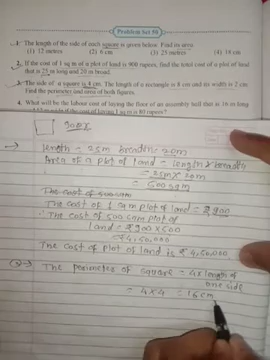 Problem Set 58
1. The length of the side of each square is given below. Find its area.
(1) 12 metres (2) 6 cm (3) 25 metres (4) 18 cm
2. If the cost of 1 sq m of a plot of land is 900 rupees, find the total cost of a plot of land
that is 25 m long and 20 m broad.
3. The side of a square is 4 cm. The length of a rectangle is 8 cm and its width is 2 cm.
Find the perimeter and area of both figures.
4. What will be the labour cost of laying the floor of an assembly hall that is 16 m long
cost of laying 1 sq m is 80 rupees?
length = 25m breadth = 20m
Area of a plot of land = length × breadth
= 25m × 20m
= 500 sqm
The cost of 1 sqm plot of land = ₹ 900
∴ The cost of 500 sqm plot of
land = ₹ 900 × 500
= ₹ 4,50,000
The cost of plot of land is ₹ 4,50,000
The perimeter of square = 4 × length of
one side
= 4 × 4 = 16 cm